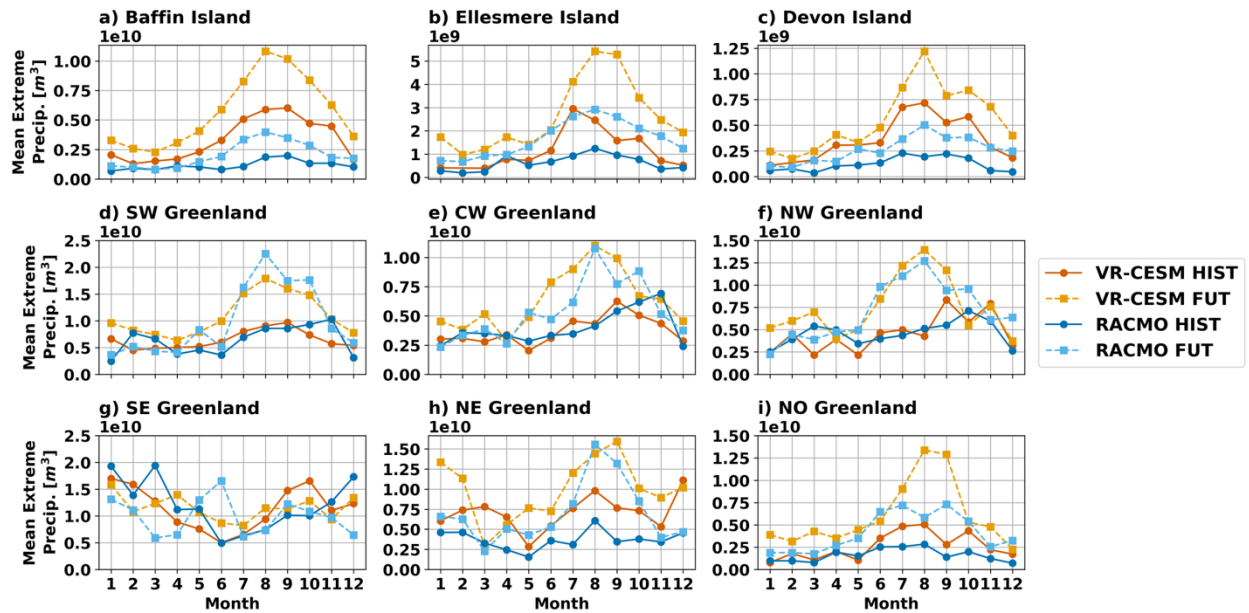 a) Baffin Island
1e10
b) Ellesmere Island
1e9
c) Devon Island
1e9
Mean Extreme
Precip. [m³]
1.00
0.75
0.50
0.25
0.00
5
4
3
2
1
0
1.25
1.00
0.75
0.50
0.25
0.00
d) SW Greenland
1e10
e) CW Greenland
1e10
f) NW Greenland
1e10
Mean Extreme
Precip. [m³]
2.5
2.0
1.5
1.0
0.5
0.0
1.00
0.75
0.50
0.25
0.00
1.50
1.25
1.00
0.75
0.50
0.25
0.00
VR-CESM HIST
VR-CESM FUT
RACMO HIST
RACMO FUT
g) SE Greenland
1e10
h) NE Greenland
1e10
i) NO Greenland
1e10
Mean Extreme
Precip. [m³]
2.5
2.0
1.5
1.0
0.5
0.0
1.50
1.25
1.00
0.75
0.50
0.25
0.00
1.50
1.25
1.00
0.75
0.50
0.25
0.00
1 2 3 4 5 6 7 8 9 10 11 12
Month
1 2 3 4 5 6 7 8 9 10 11 12
Month
1 2 3 4 5 6 7 8 9 10 11 12
Month